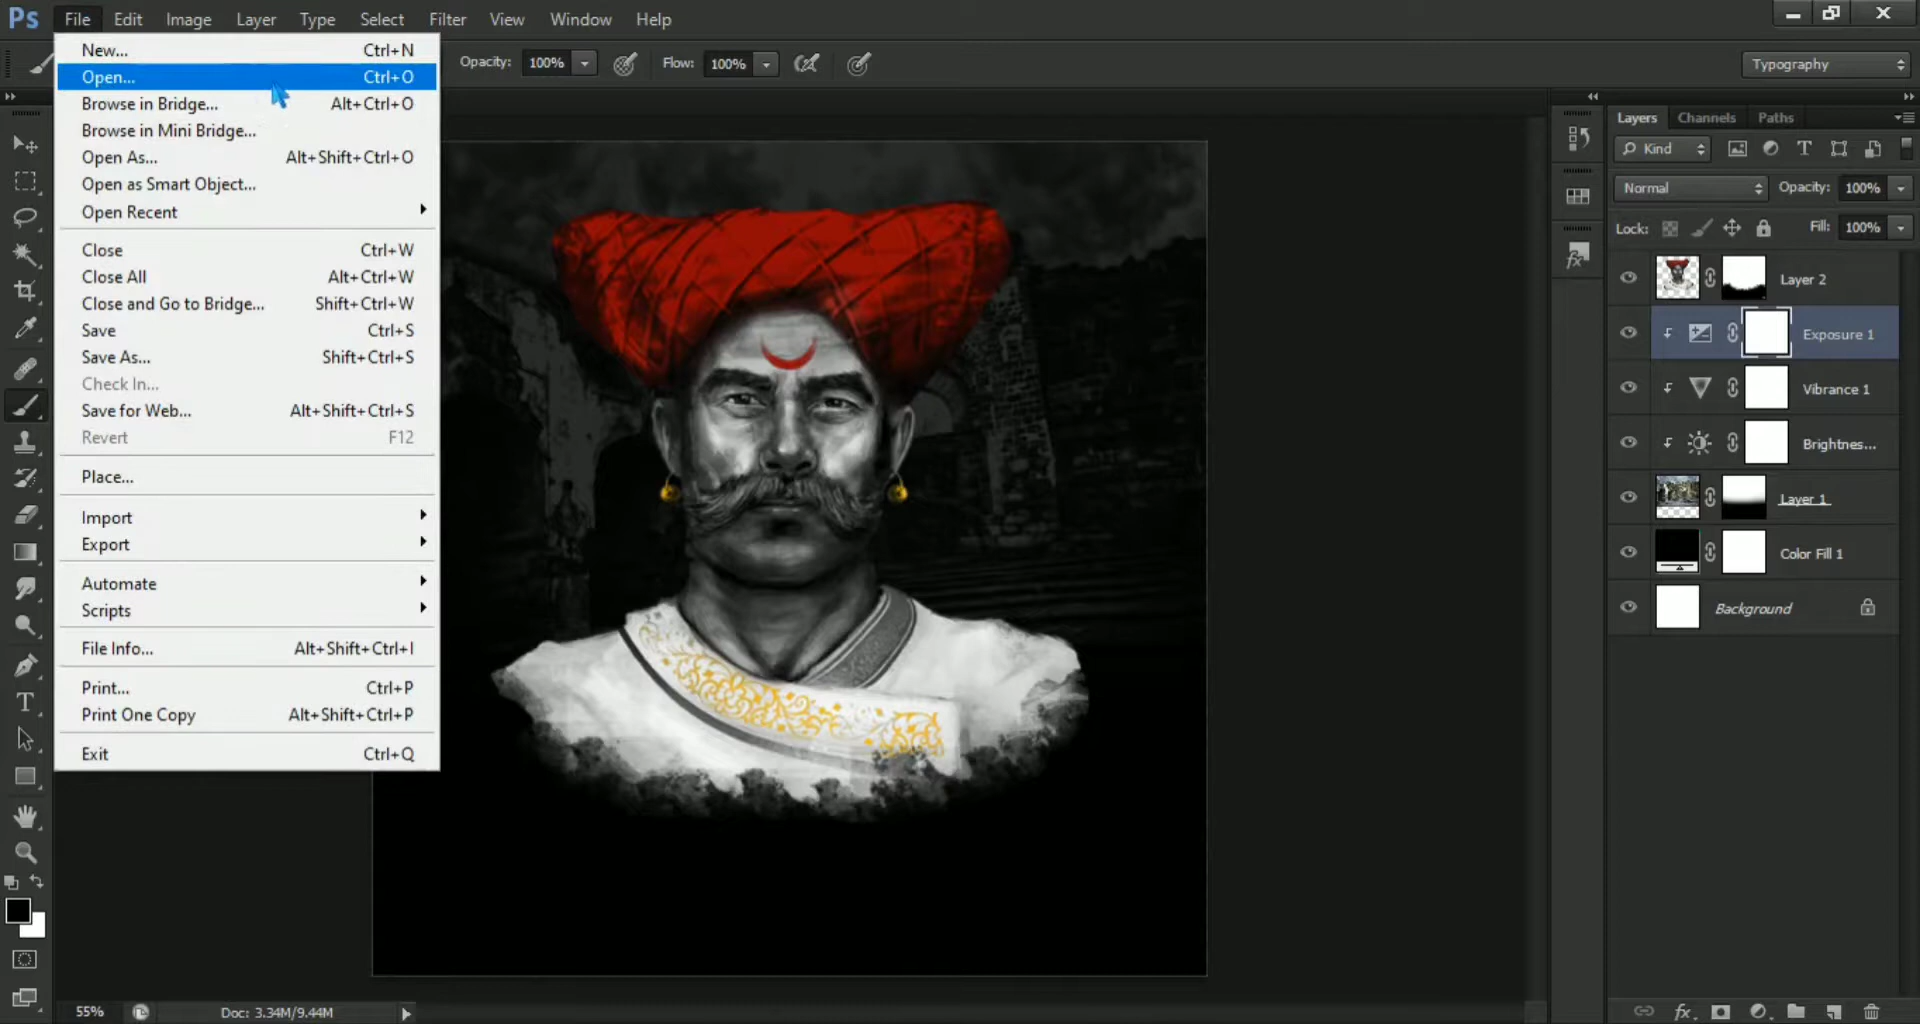 Ps File Edit Image Layer Type Select Filter View Window Help
Opacity: 100% Flow: 100% Typography
New... Ctrl+N
Open... Ctrl+O
Browse in Bridge... Alt+Ctrl+O
Browse in Mini Bridge...
Open As... Alt+Shift+Ctrl+O
Open as Smart Object...
Open Recent
Close Ctrl+W
Close All Alt+Ctrl+W
Close and Go to Bridge... Shift+Ctrl+W
Save Ctrl+S
Save As... Shift+Ctrl+S
Check In...
Save for Web... Alt+Shift+Ctrl+S
Revert F12
Place...
Import
Export
Automate
Scripts
File Info... Alt+Shift+Ctrl+I
Print... Ctrl+P
Print One Copy Alt+Shift+Ctrl+P
Exit Ctrl+Q
Layers Channels Paths
Kind
Normal Opacity: 100%
Lock: Fill: 100%
Layer 2
Exposure 1
Vibrance 1
Brightnes...
Layer 1
Color Fill 1
Background
55% Doc: 3.34M/9.44M